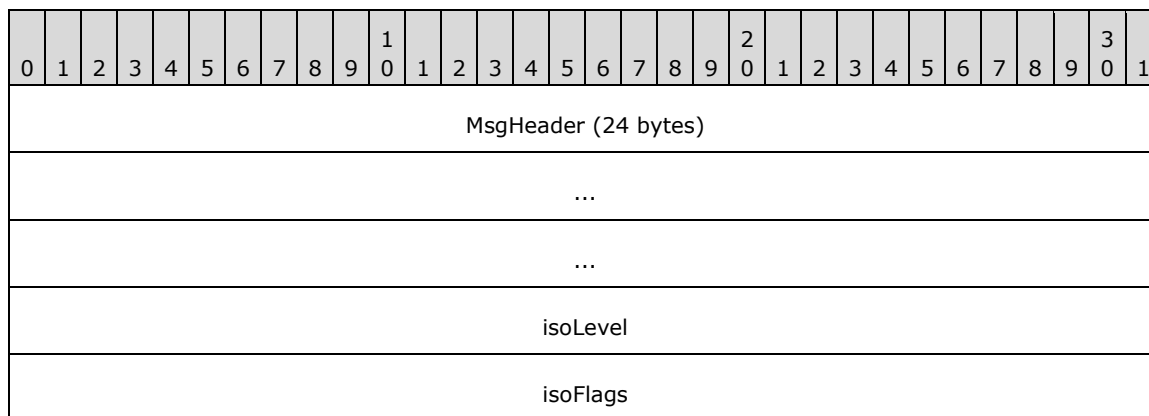 1 2 3
0 1 2 3 4 5 6 7 8 9 0 1 2 3 4 5 6 7 8 9 0 1 2 3 4 5 6 7 8 9 0 1
MsgHeader (24 bytes)
...
...
isoLevel
isoFlags